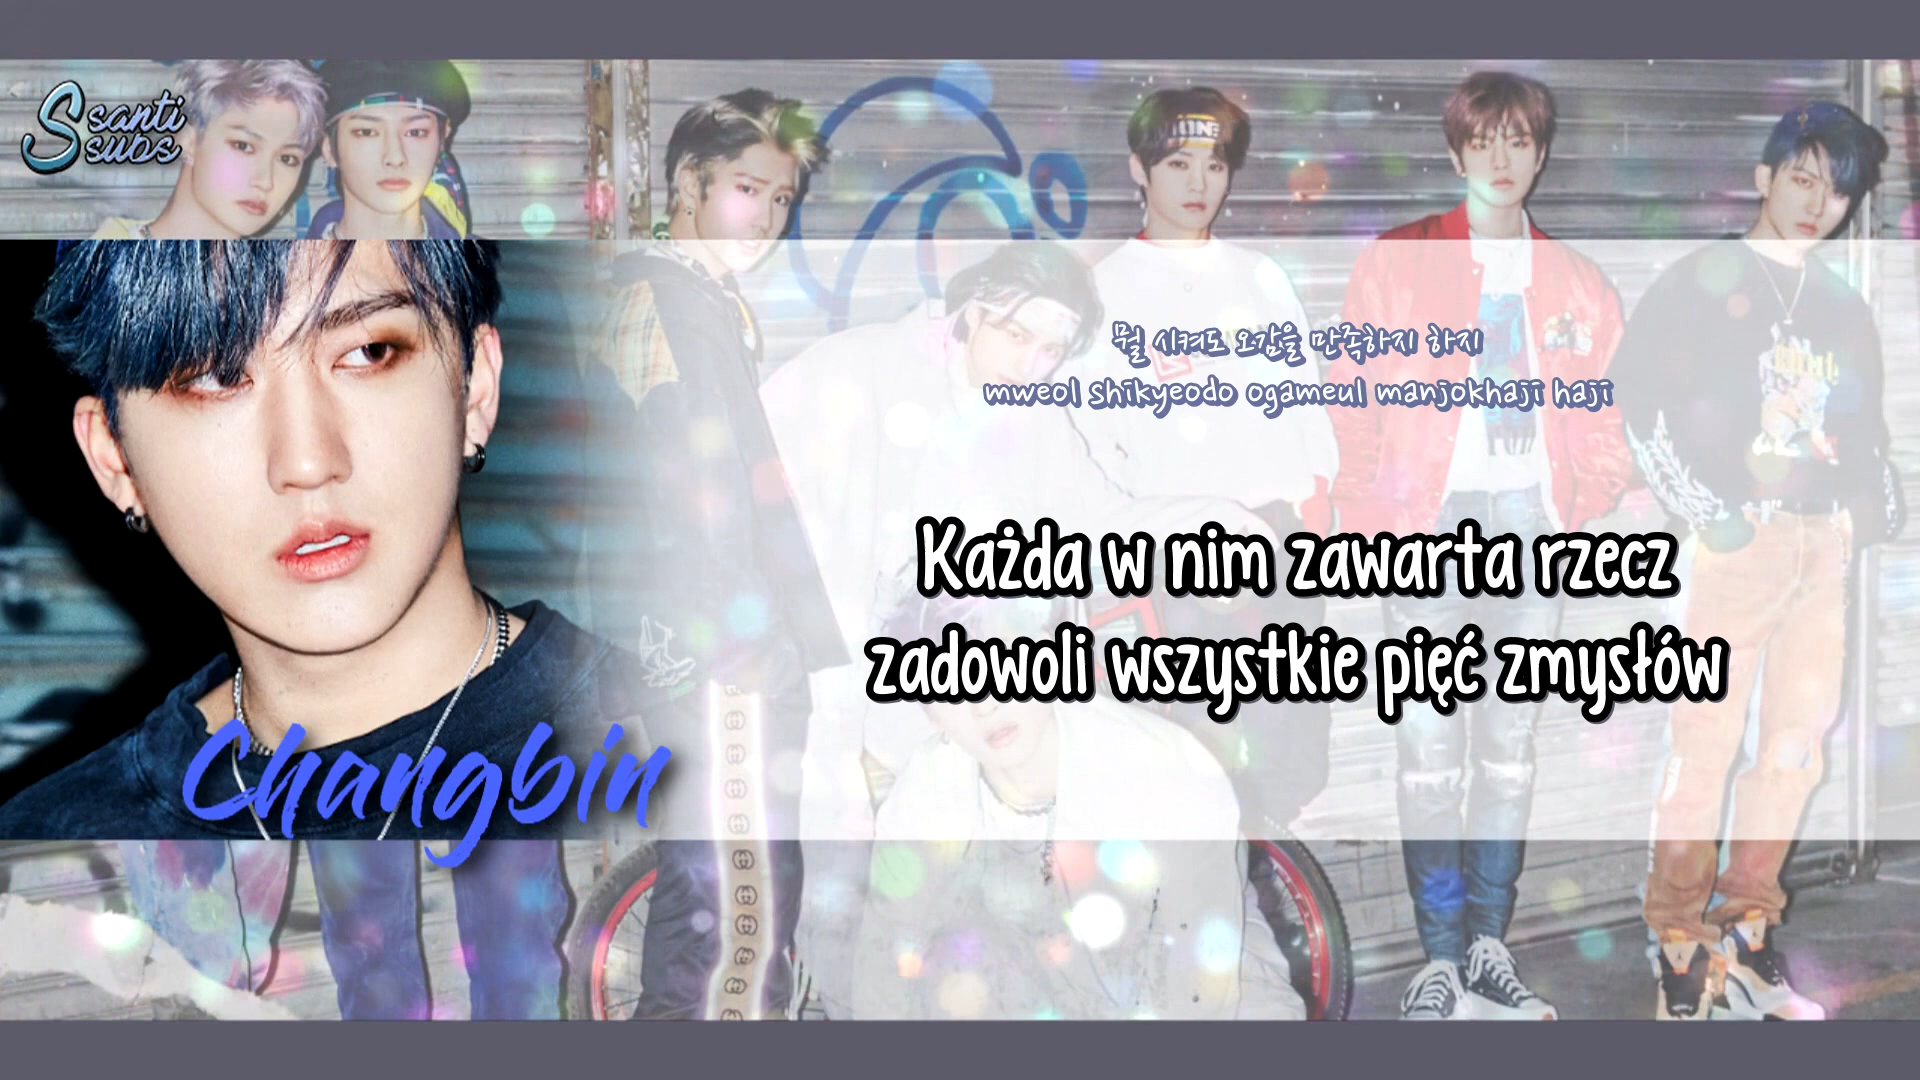 Ssanti
subs
뭘 시켜도 오감을 만족하지 하지
mweol shikyeodo ogameul manjokhaji haji
Każda w nim zawarta rzecz
zadowoli wszystkie pięć zmysłów
Changbin